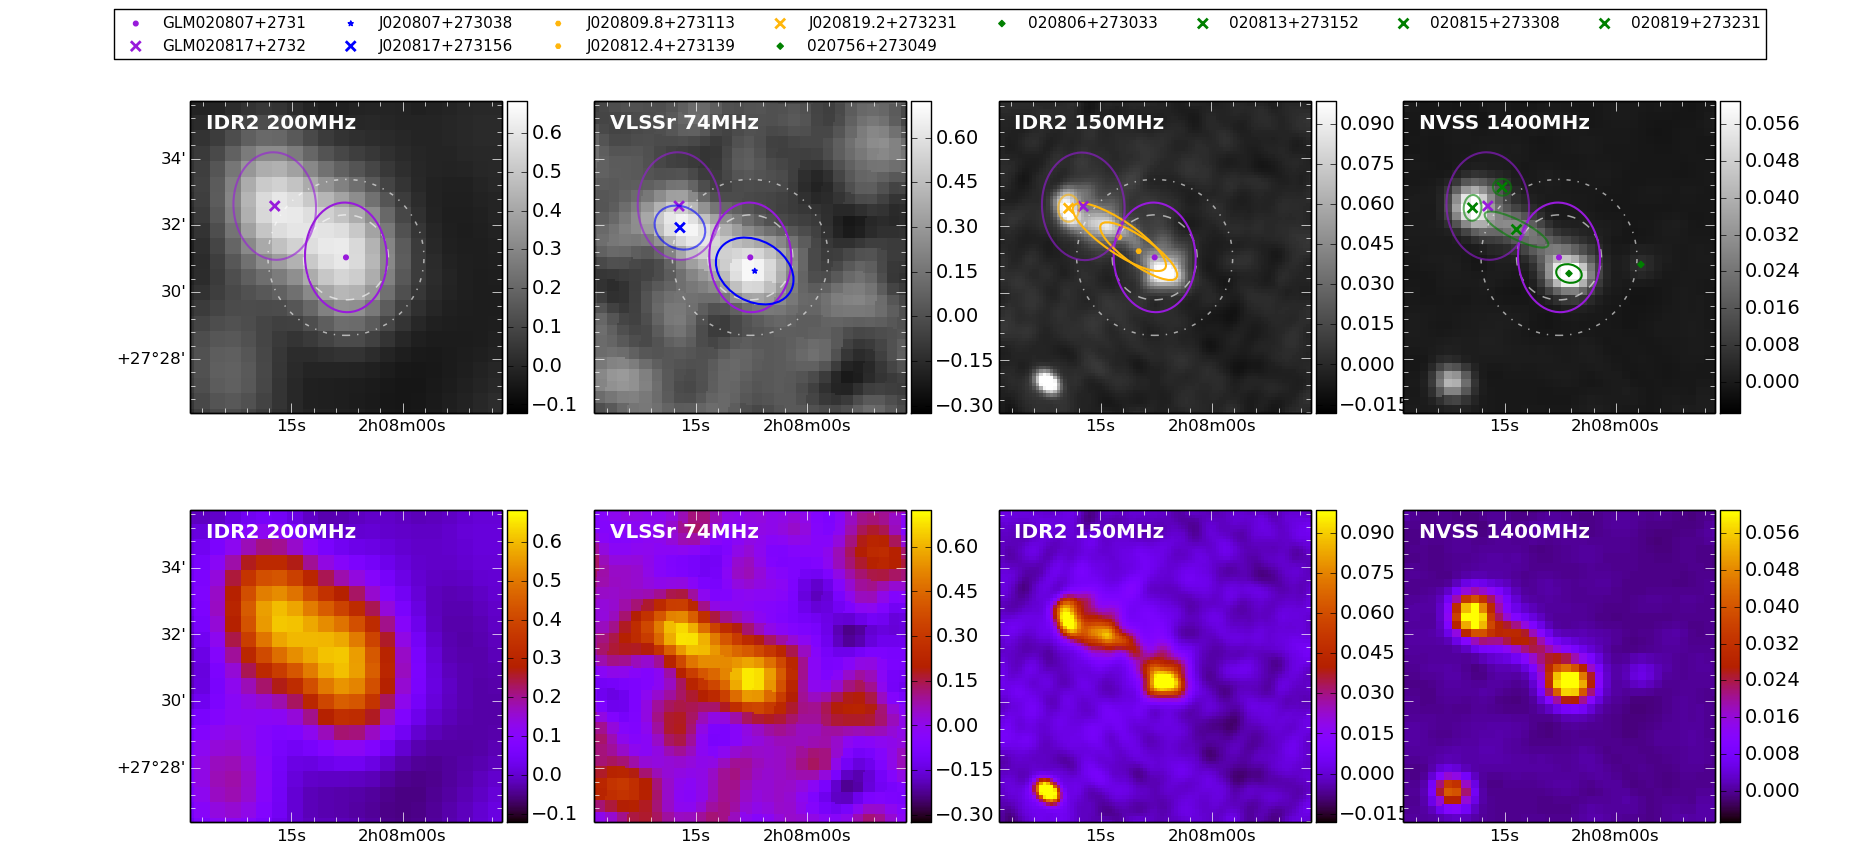 GLM020807+2731 J020807+273038 J020809.8+273113 J020819.2+273231 020806+273033 020813+273152 020815+273308 020819+273231
GLM020817+2732 J020817+273156 J020812.4+273139 020756+273049
IDR2 200MHz VLSSr 74MHz IDR2 150MHz NVSS 1400MHz
34' 32' 30' +27°28'
0.6 0.5 0.4 0.3 0.2 0.1 0.0 −0.1
0.60 0.45 0.30 0.15 0.00 −0.15 −0.30
0.090 0.075 0.060 0.045 0.030 0.015 0.000 −0.015
0.056 0.048 0.040 0.032 0.024 0.016 0.008 0.000
15s 2h08m00s 15s 2h08m00s 15s 2h08m00s 15s 2h08m00s
IDR2 200MHz VLSSr 74MHz IDR2 150MHz NVSS 1400MHz
34' 32' 30' +27°28'
0.6 0.5 0.4 0.3 0.2 0.1 0.0 −0.1
0.60 0.45 0.30 0.15 0.00 −0.15 −0.30
0.090 0.075 0.060 0.045 0.030 0.015 0.000 −0.015
0.056 0.048 0.040 0.032 0.024 0.016 0.008 0.000
15s 2h08m00s 15s 2h08m00s 15s 2h08m00s 15s 2h08m00s